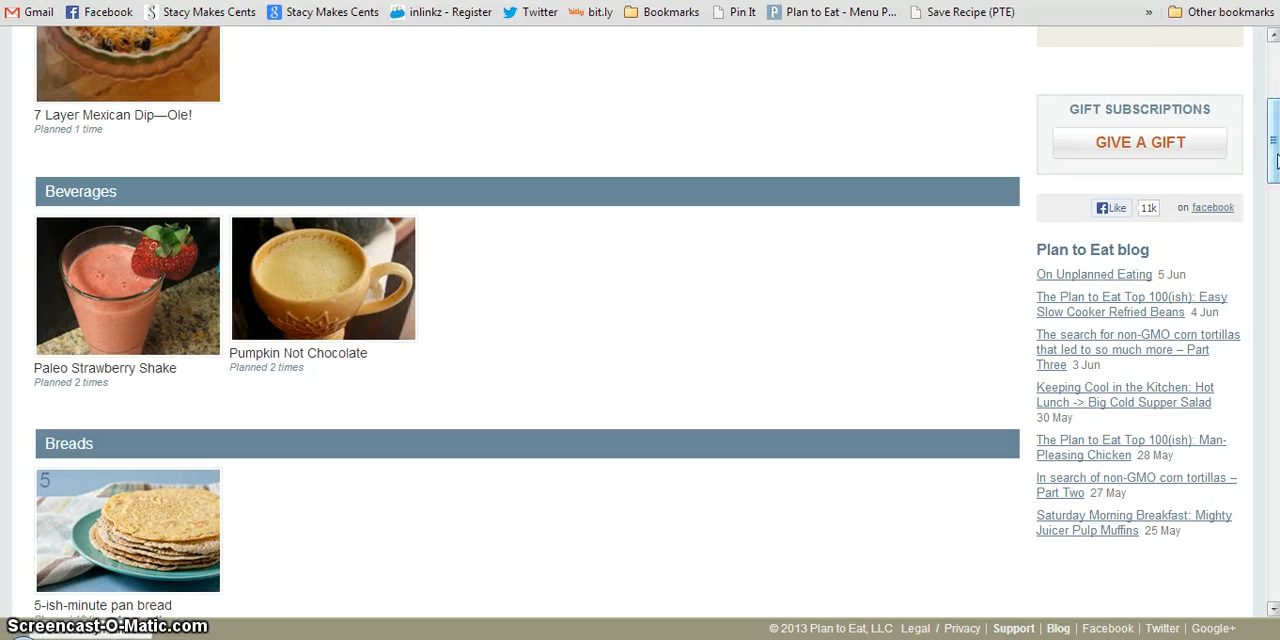 Gmail Facebook Stacy Makes Cents Stacy Makes Cents inlinkz - Register Twitter bitly bit.ly Bookmarks Pin It Plan to Eat - Menu P... Save Recipe (PTE) » Other bookmarks
7 Layer Mexican Dip—Ole!
Planned 1 time
GIFT SUBSCRIPTIONS
GIVE A GIFT
Beverages
Like 11k on facebook
Paleo Strawberry Shake
Planned 2 times
Pumpkin Not Chocolate
Planned 2 times
Plan to Eat blog
On Unplanned Eating 5 Jun
The Plan to Eat Top 100(ish): Easy
Slow Cooker Refried Beans 4 Jun
The search for non-GMO corn tortillas
that led to so much more – Part
Three 3 Jun
Keeping Cool in the Kitchen: Hot
Lunch -> Big Cold Supper Salad
30 May
The Plan to Eat Top 100(ish): Man-
Pleasing Chicken 28 May
In search of non-GMO corn tortillas –
Part Two 27 May
Saturday Morning Breakfast: Mighty
Juicer Pulp Muffins 25 May
Breads
5
5-ish-minute pan bread
Screencast-O-Matic.com
© 2013 Plan to Eat, LLC Legal / Privacy | Support | Blog | Facebook | Twitter | Google+